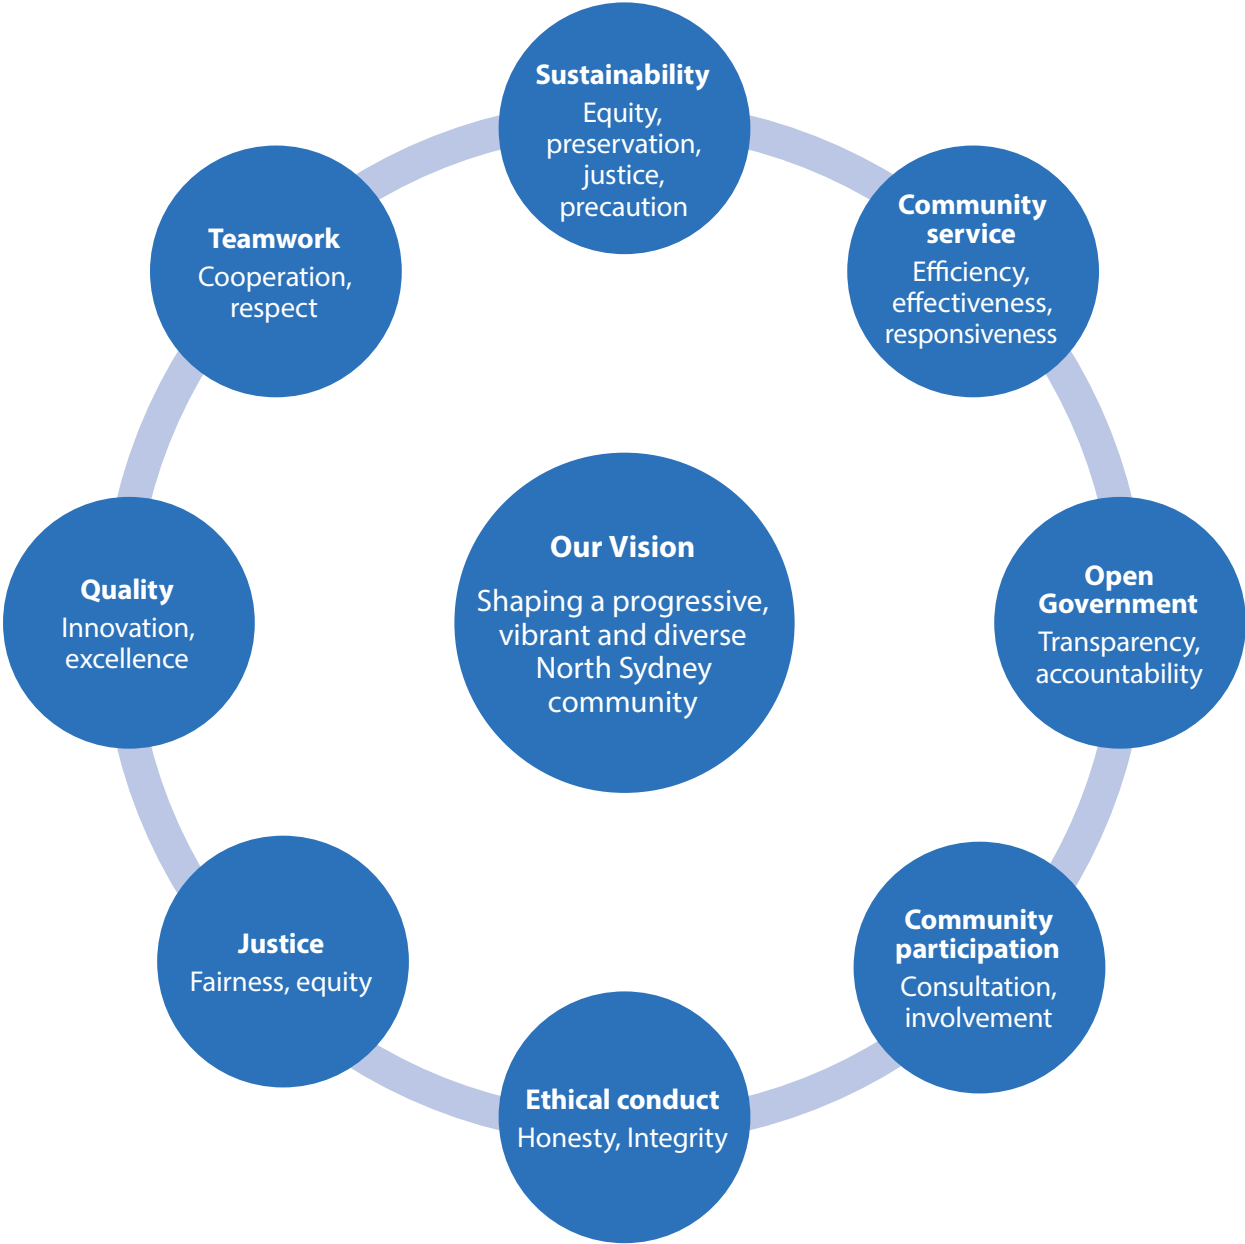 Sustainability
Equity,
preservation,
justice,
precaution
Community
service
Efficiency,
effectiveness,
responsiveness
Open
Government
Transparency,
accountability
Community
participation
Consultation,
involvement
Ethical conduct
Honesty, Integrity
Justice
Fairness, equity
Quality
Innovation,
excellence
Teamwork
Cooperation,
respect
Our Vision
Shaping a progressive,
vibrant and diverse
North Sydney
community